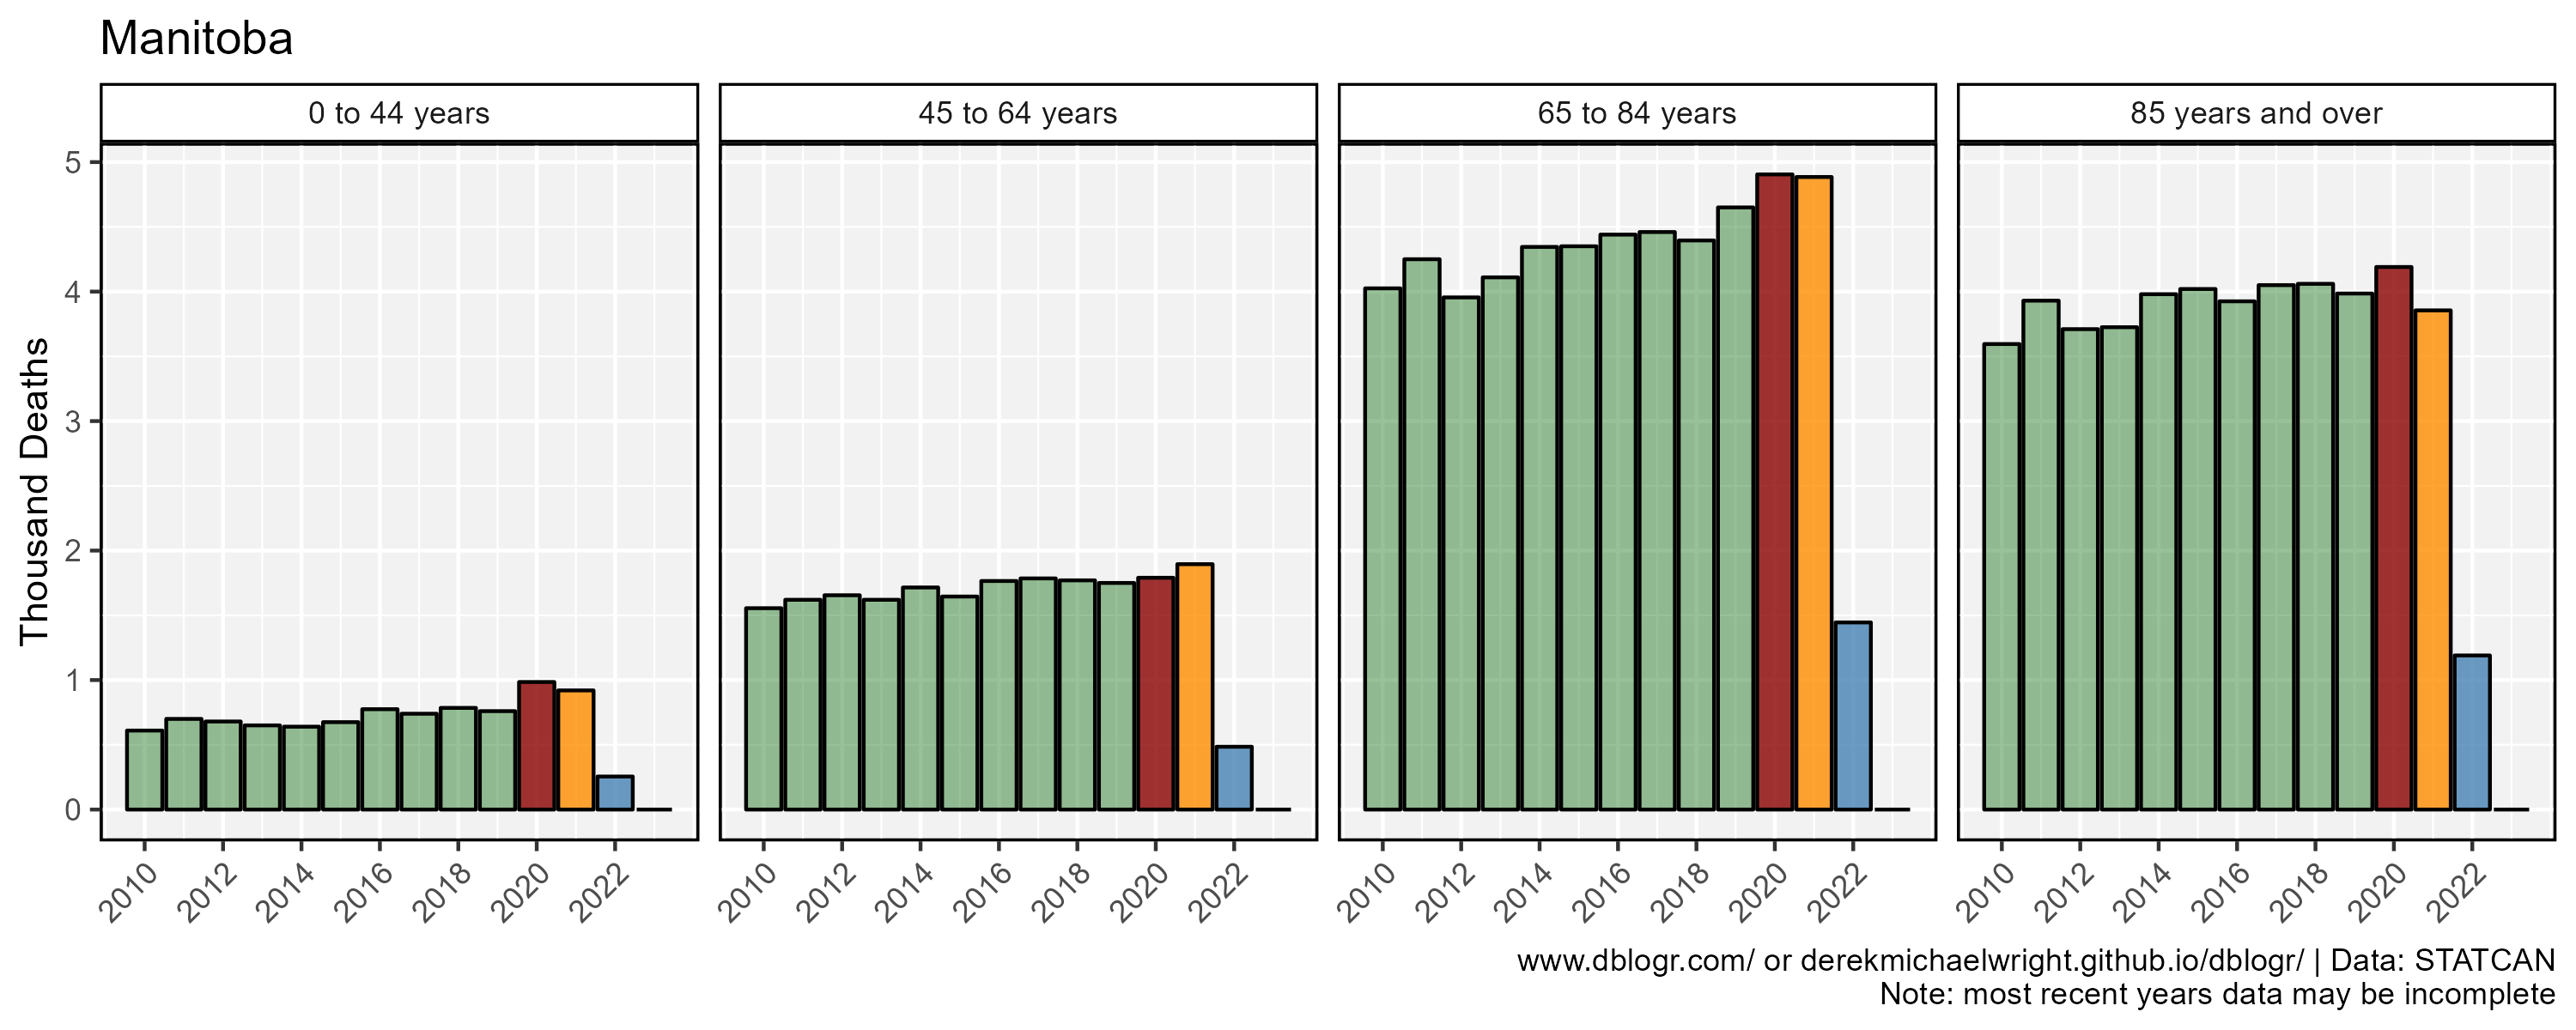 Manitoba
0 to 44 years
45 to 64 years
65 to 84 years
85 years and over
Thousand Deaths
5
4
3
2
1
0
2010 2012 2014 2016 2018 2020 2022
2010 2012 2014 2016 2018 2020 2022
2010 2012 2014 2016 2018 2020 2022
2010 2012 2014 2016 2018 2020 2022
www.dblogr.com/ or derekmichaelwright.github.io/dblogr/ | Data: STATCAN
Note: most recent years data may be incomplete